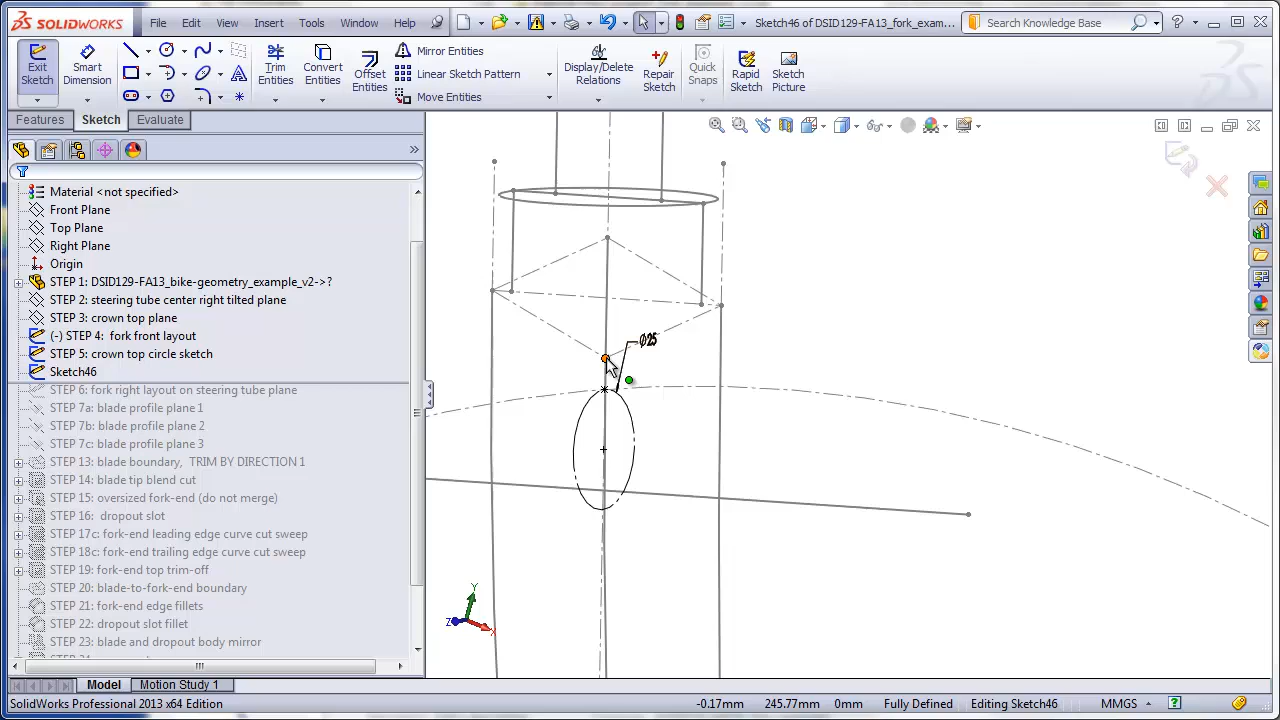 SOLIDWORKS File Edit View Insert Tools Window Help Sketch46 of DSID129-FA13_fork_exam... Search Knowledge Base
Exit Sketch Smart Dimension Trim Entities Convert Entities Offset Entities Mirror Entities Display/Delete Relations Repair Sketch Quick Snaps Rapid Sketch Sketch Picture
Linear Sketch Pattern
Move Entities
Features Sketch Evaluate
Material <not specified>
Front Plane
Top Plane
Right Plane
Origin
STEP 1: DSID129-FA13_bike-geometry_example_v2->?
STEP 2: steering tube center right tilted plane
STEP 3: crown top plane
(-) STEP 4: fork front layout
STEP 5: crown top circle sketch
Sketch46
STEP 6: fork right layout on steering tube plane
STEP 7a: blade profile plane 1
STEP 7b: blade profile plane 2
STEP 7c: blade profile plane 3
STEP 13: blade boundary, TRIM BY DIRECTION 1
STEP 14: blade tip blend cut
STEP 15: oversized fork-end (do not merge)
STEP 16: dropout slot
STEP 17c: fork-end leading edge curve cut sweep
STEP 18c: fork-end trailing edge curve cut sweep
STEP 19: fork-end top trim-off
STEP 20: blade-to-fork-end boundary
STEP 21: fork-end edge fillets
STEP 22: dropout slot fillet
STEP 23: blade and dropout body mirror
Ø25
Y
Z
X
Model Motion Study 1
SolidWorks Professional 2013 x64 Edition -0.17mm 245.77mm 0mm Fully Defined Editing Sketch46 MMGS